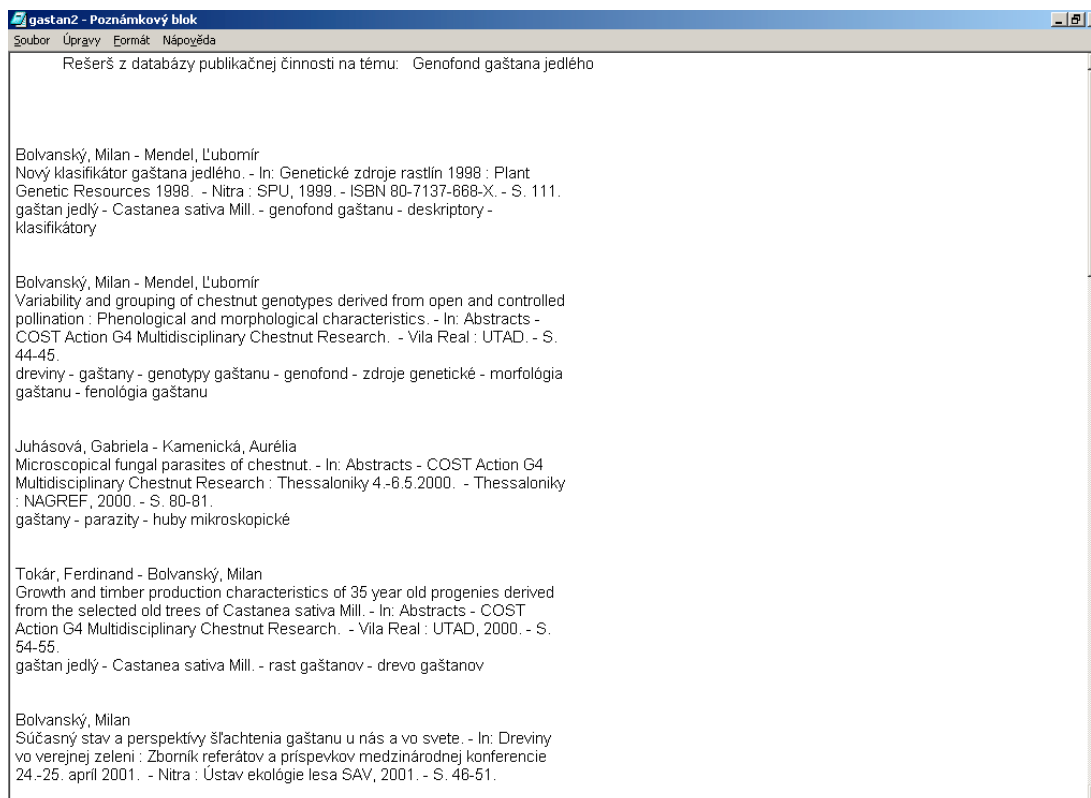 gastan2 - Poznámkový blok
Soubor Úpravy Formát Nápověda
Rešerš z databázy publikačnej činnosti na tému: Genofond gaštana jedlého
Bolvanský, Milan - Mendel, Ľubomír
Nový klasifikátor gaštana jedlého. - In: Genetické zdroje rastlín 1998 : Plant
Genetic Resources 1998. - Nitra : SPU, 1999. - ISBN 80-7137-668-X. - S. 111.
gaštan jedlý - Castanea sativa Mill. - genofond gaštanu - deskriptory -
klasifikátory
Bolvanský, Milan - Mendel, Ľubomír
Variability and grouping of chestnut genotypes derived from open and controlled
pollination : Phenological and morphological characteristics. - In: Abstracts -
COST Action G4 Multidisciplinary Chestnut Research. - Vila Real : UTAD. - S.
44-45.
dreviny - gaštany - genotypy gaštanu - genofond - zdroje genetické - morfológia
gaštanu - fenológia gaštanu
Juhásová, Gabriela - Kamenická, Aurélia
Microscopical fungal parasites of chestnut. - In: Abstracts - COST Action G4
Multidisciplinary Chestnut Research : Thessaloniky 4.-6.5.2000. - Thessaloniky
: NAGREF, 2000. - S. 80-81.
gaštany - parazity - huby mikroskopické
Tokár, Ferdinand - Bolvanský, Milan
Growth and timber production characteristics of 35 year old progenies derived
from the selected old trees of Castanea sativa Mill. - In: Abstracts - COST
Action G4 Multidisciplinary Chestnut Research. - Vila Real : UTAD, 2000. - S.
54-55.
gaštan jedlý - Castanea sativa Mill. - rast gaštanov - drevo gaštanov
Bolvanský, Milan
Súčasný stav a perspektívy šľachtenia gaštanu u nás a vo svete. - In: Dreviny
vo verejnej zeleni : Zborník referátov a príspevkov medzinárodnej konferencie
24.-25. apríl 2001. - Nitra : Ústav ekológie lesa SAV, 2001. - S. 46-51.